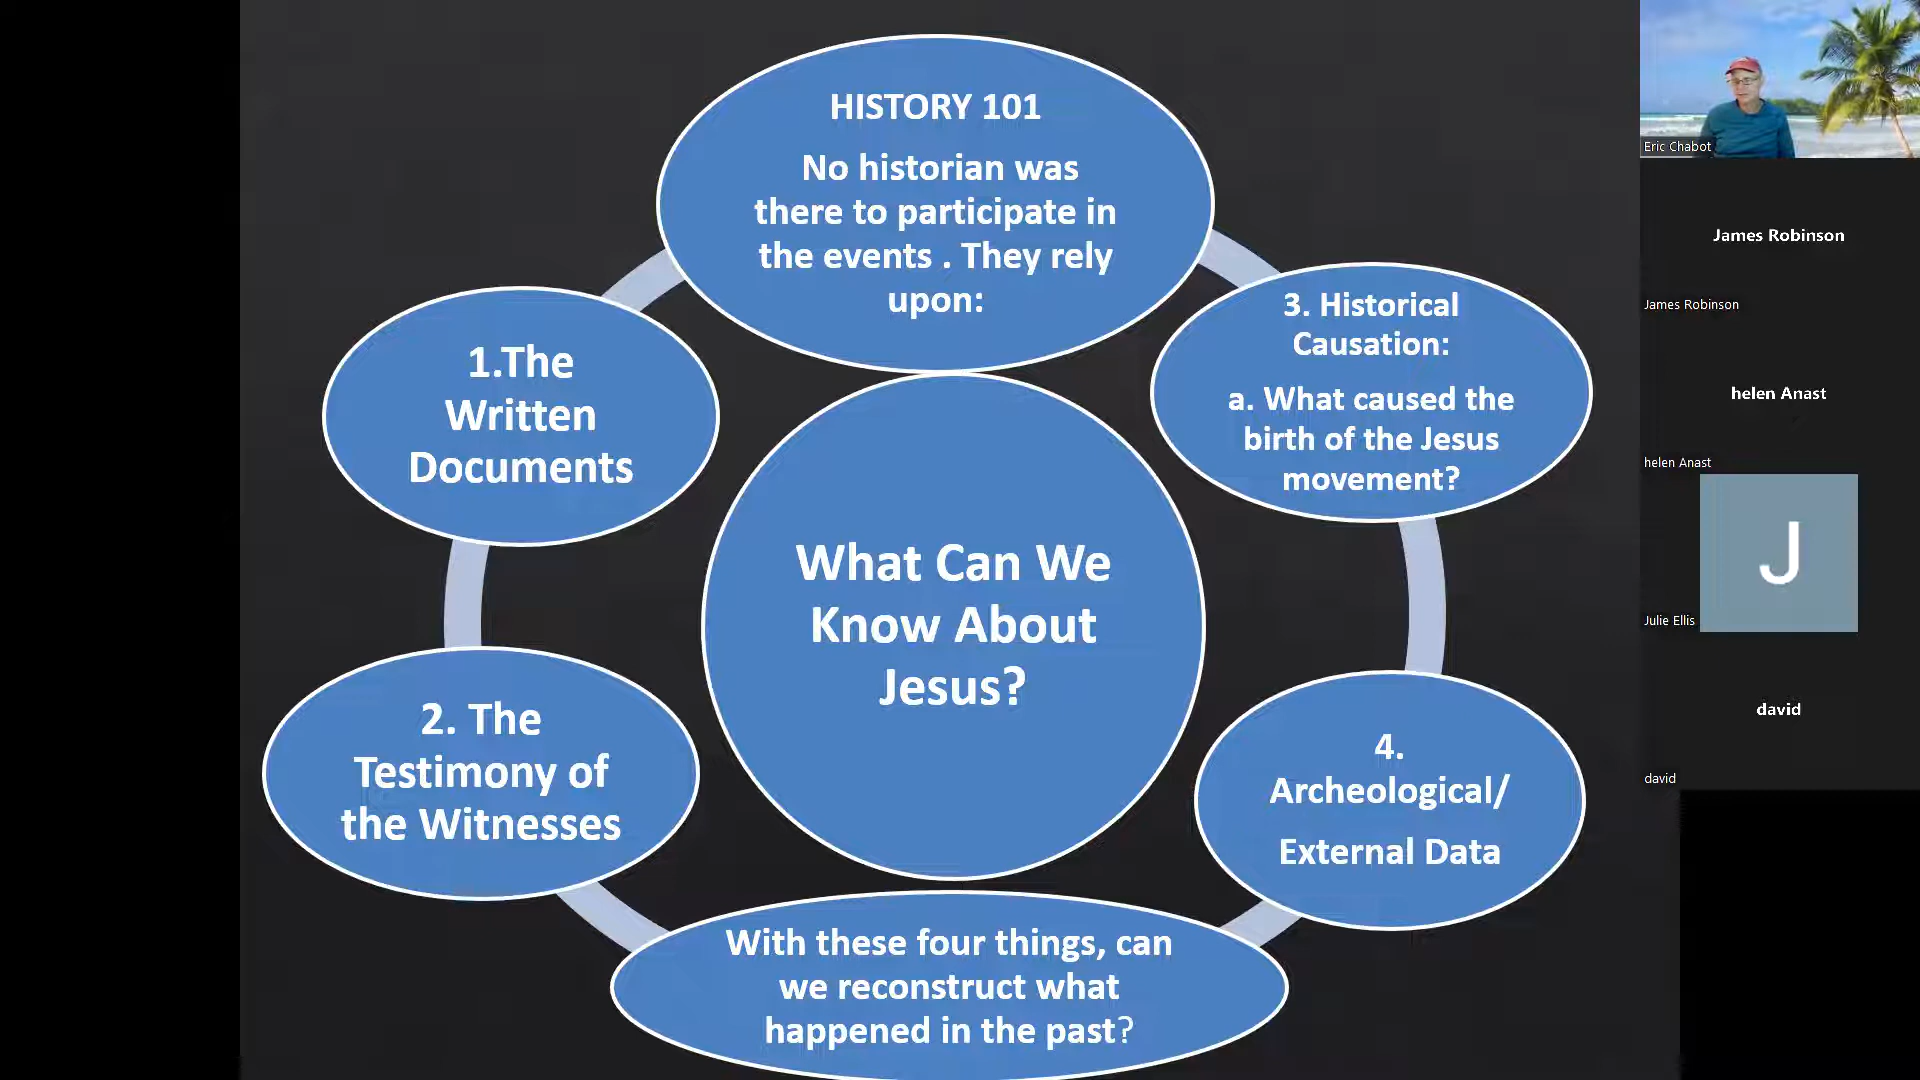 HISTORY 101
No historian was
there to participate in
the events . They rely
upon:
1.The
Written
Documents
2. The
Testimony of
the Witnesses
3. Historical
Causation:
a. What caused the
birth of the Jesus
movement?
4.
Archeological/
External Data
What Can We
Know About
Jesus?
With these four things, can
we reconstruct what
happened in the past?
Eric Chabot
James Robinson
James Robinson
helen Anast
helen Anast
J
Julie Ellis
david
david